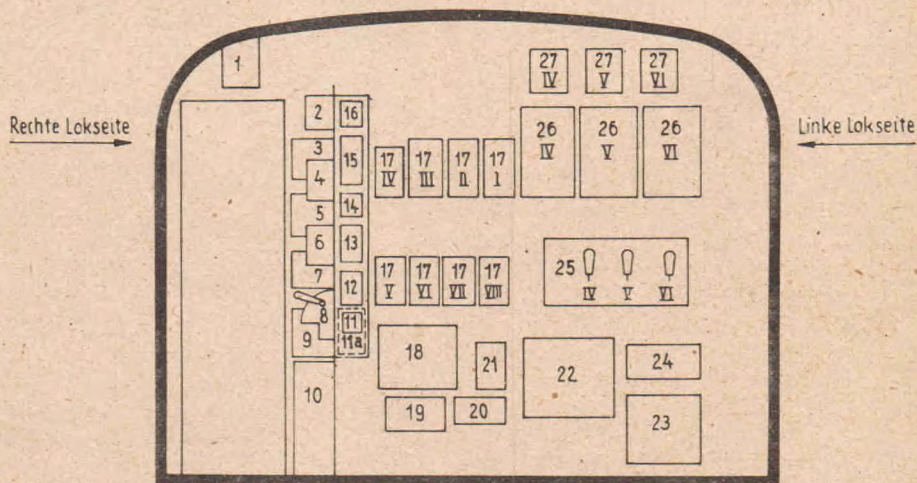 Rechte Lokseite
Linke Lokseite
1
27 IV
27 V
27 VI
2
16
3
15
4
17 IV
17 III
17 II
17 I
26 IV
26 V
26 VI
5
14
6
13
7
12
17 V
17 VI
17 VII
17 VIII
25
IV
V
VI
8
9
11
11a
10
18
21
22
24
19
20
23